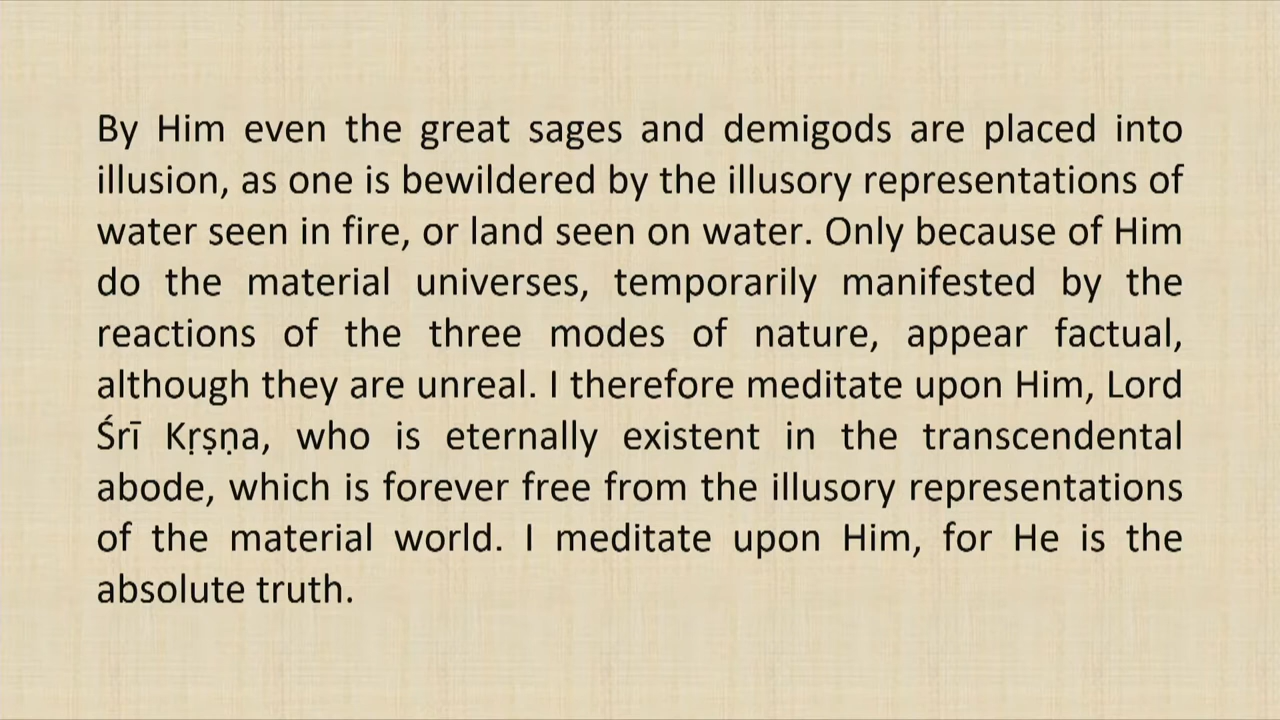 By Him even the great sages and demigods are placed into
illusion, as one is bewildered by the illusory representations of
water seen in fire, or land seen on water. Only because of Him
do the material universes, temporarily manifested by the
reactions of the three modes of nature, appear factual,
although they are unreal. I therefore meditate upon Him, Lord
Śrī Kṛṣṇa, who is eternally existent in the transcendental
abode, which is forever free from the illusory representations
of the material world. I meditate upon Him, for He is the
absolute truth.